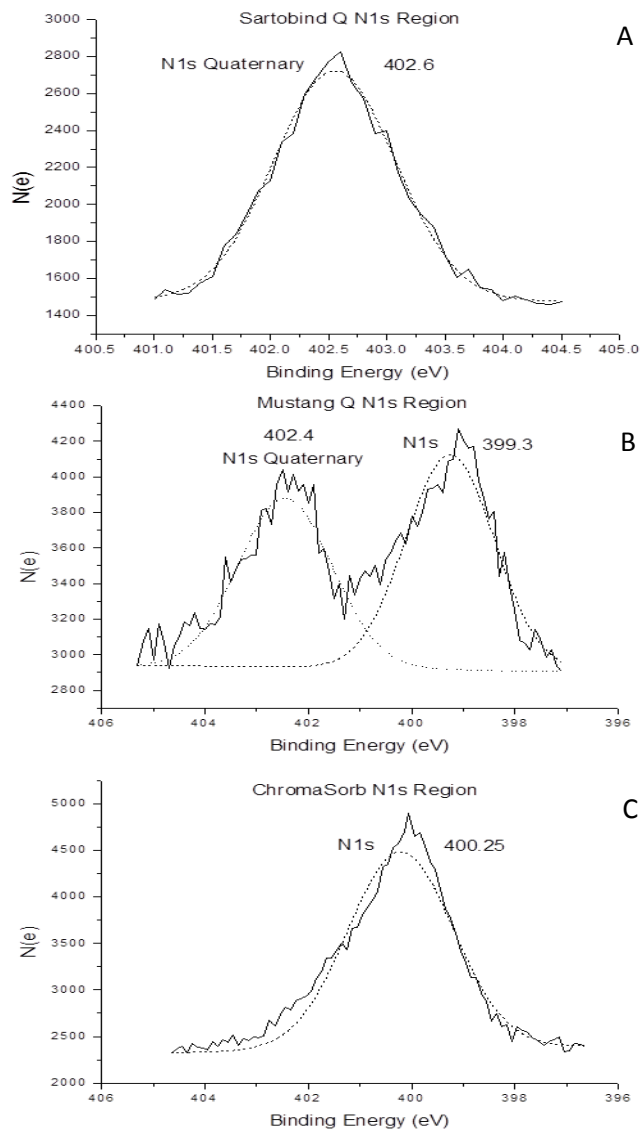 Sartobind Q N1s Region
A
N1s Quaternary 402.6
N(e)
3000
2800
2600
2400
2200
2000
1800
1600
1400
400.5 401.0 401.5 402.0 402.5 403.0 403.5 404.0 404.5 405.0
Binding Energy (eV)
Mustang Q N1s Region
B
402.4
N1s Quaternary
N1s 399.3
N(e)
4400
4200
4000
3800
3600
3400
3200
3000
2800
406 404 402 400 398 396
Binding Energy (eV)
ChromaSorb N1s Region
C
N1s 400.25
N(e)
5000
4500
4000
3500
3000
2500
2000
406 404 402 400 398 396
Binding Energy (eV)